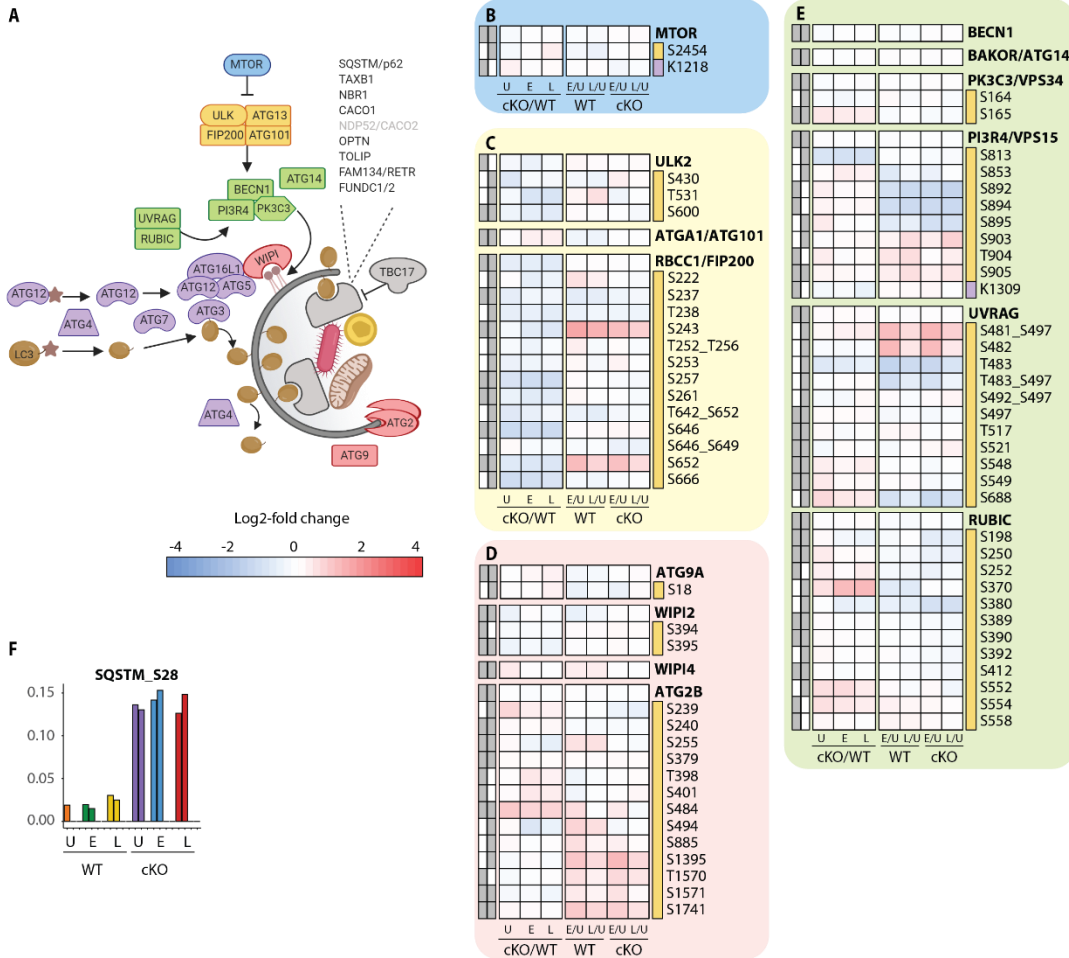 A
MTOR
ULK
ATG13
FIP200
ATG101
BECN1
ATG14
PI3R4
PK3C3
UVRAG
RUBIC
SQSTM/p62
TAXB1
NBR1
CACO1
NDP52/CACO2
OPTN
TOLIP
FAM134/RETR
FUNDC1/2
WIPI
ATG16L1
ATG12
ATG5
ATG12
ATG12
ATG4
ATG7
ATG3
LC3
TBC17
ATG4
ATG2
ATG9
Log2-fold change
-4 -2 0 2 4
B
MTOR
S2454
K1218
U E L E/U L/U E/U L/U
cKO/WT WT cKO
C
ULK2
S430
T531
S600
ATGA1/ATG101
RBCC1/FIP200
S222
S237
T238
S243
T252_T256
S253
S257
S261
T642_S652
S646
S646_S649
S652
S666
U E L E/U L/U E/U L/U
cKO/WT WT cKO
D
ATG9A
S18
WIPI2
S394
S395
WIPI4
ATG2B
S239
S240
S255
S379
T398
S401
S484
S494
S885
S1395
T1570
S1571
S1741
U E L E/U L/U E/U L/U
cKO/WT WT cKO
E
BECN1
BAKOR/ATG14
PK3C3/VPS34
S164
S165
PI3R4/VPS15
S813
S853
S892
S894
S895
S903
T904
S905
K1309
UVRAG
S481_S497
S482
T483
T483_S497
S492_S497
S497
T517
S521
S548
S549
S688
RUBIC
S198
S250
S252
S370
S380
S389
S390
S392
S412
S552
S554
S558
U E L E/U L/U E/U L/U
cKO/WT WT cKO
F
SQSTM_S28
0.15
0.10
0.05
0.00
U E L U E L
WT cKO